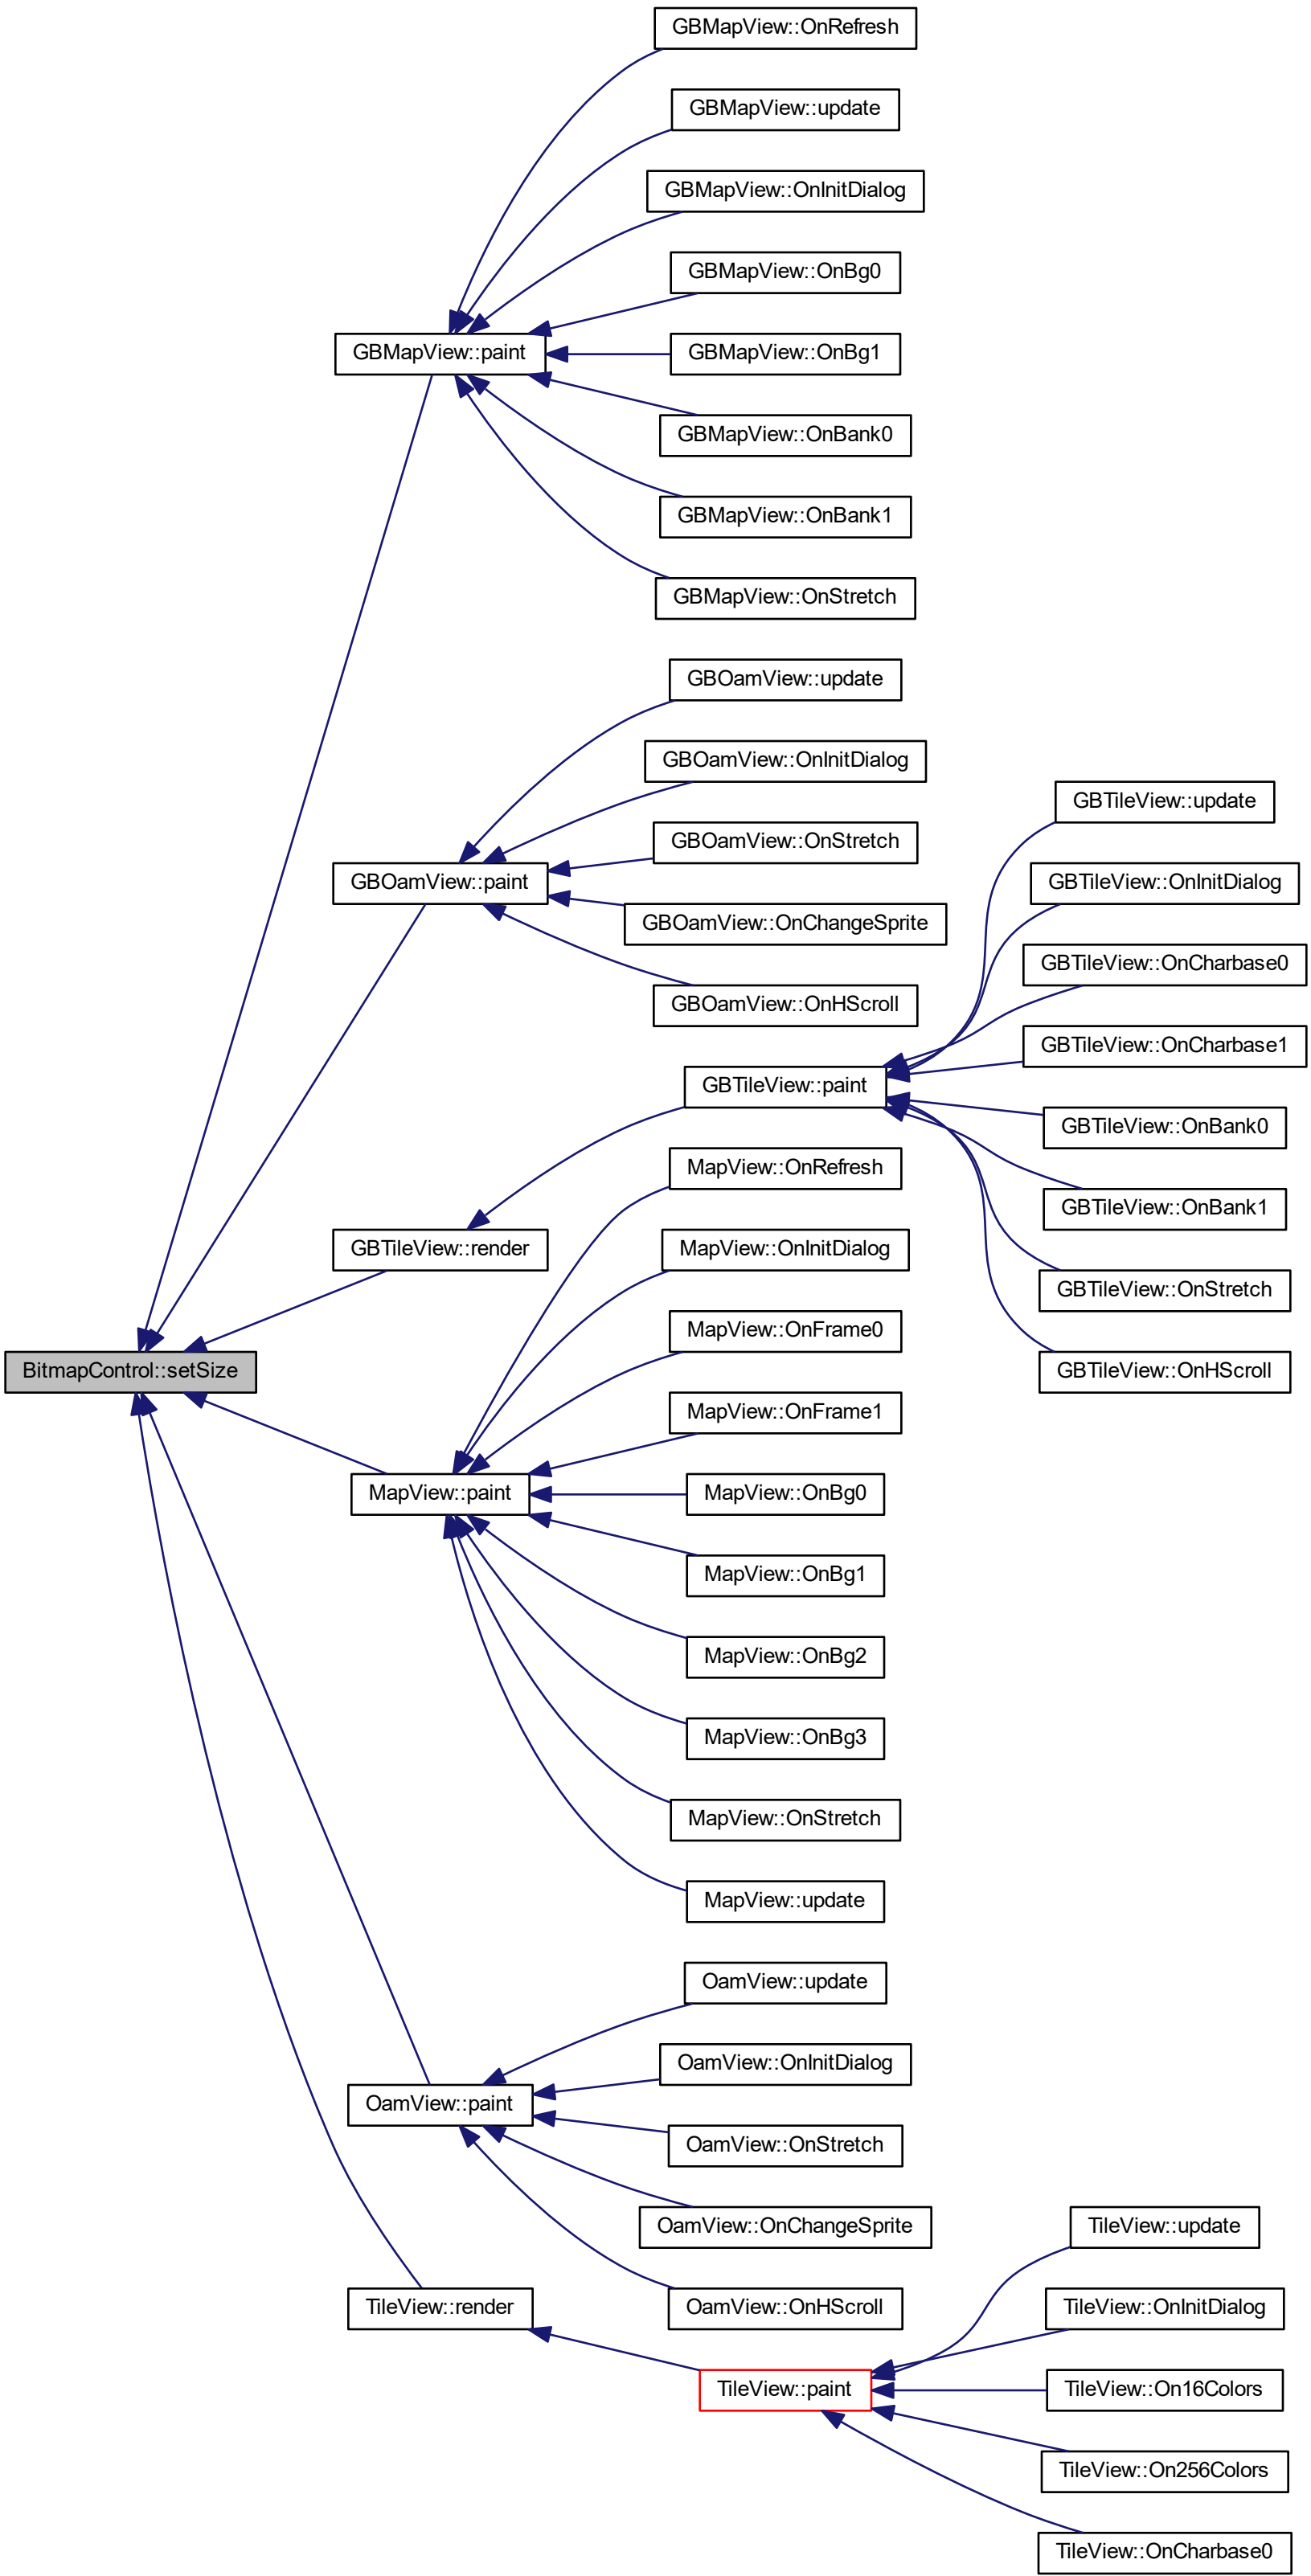 GBMapView::OnRefresh
GBMapView::update
GBMapView::OnInitDialog
GBMapView::OnBg0
GBMapView::paint
GBMapView::OnBg1
GBMapView::OnBank0
GBMapView::OnBank1
GBMapView::OnStretch
GBOamView::update
GBOamView::OnInitDialog
GBOamView::OnStretch
GBOamView::paint
GBOamView::OnChangeSprite
GBOamView::OnHScroll
GBTileView::update
GBTileView::OnInitDialog
GBTileView::OnCharbase0
GBTileView::OnCharbase1
GBTileView::paint
GBTileView::OnBank0
GBTileView::OnBank1
GBTileView::OnStretch
GBTileView::OnHScroll
GBTileView::render
BitmapControl::setSize
MapView::OnRefresh
MapView::OnInitDialog
MapView::OnFrame0
MapView::OnFrame1
MapView::paint
MapView::OnBg0
MapView::OnBg1
MapView::OnBg2
MapView::OnBg3
MapView::OnStretch
MapView::update
OamView::update
OamView::OnInitDialog
OamView::paint
OamView::OnStretch
OamView::OnChangeSprite
OamView::OnHScroll
TileView::render
TileView::update
TileView::OnInitDialog
TileView::paint
TileView::On16Colors
TileView::On256Colors
TileView::OnCharbase0